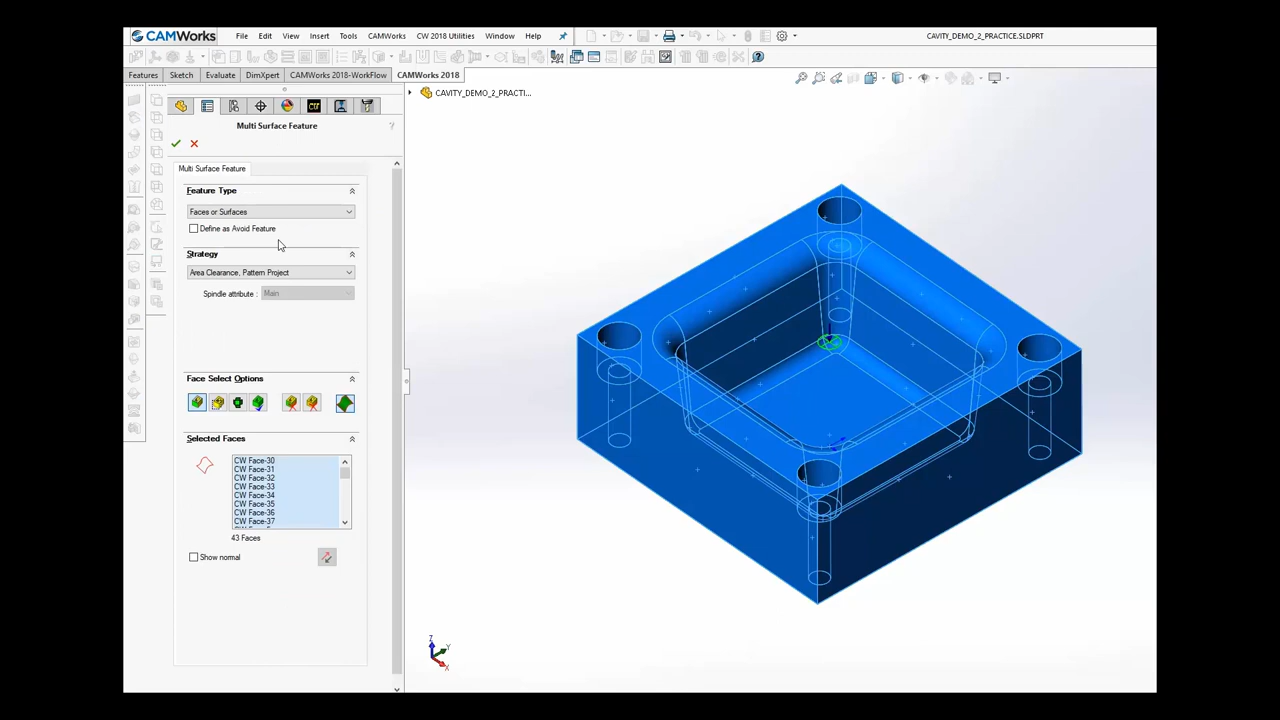 CAMWorks File Edit View Insert Tools CAMWorks CW 2018 Utilities Window Help CAVITY_DEMO_2_PRACTICE.SLDPRT
Features Sketch Evaluate DimXpert CAMWorks 2018-WorkFlow CAMWorks 2018
CAVITY_DEMO_2_PRACTI...
Multi Surface Feature
Multi Surface Feature
Feature Type
Faces or Surfaces
Define as Avoid Feature
Strategy
Area Clearance, Pattern Project
Spindle attribute : Main
Face Select Options
Selected Faces
CW Face-30
CW Face-31
CW Face-32
CW Face-33
CW Face-34
CW Face-35
CW Face-36
CW Face-37
43 Faces
Show normal
Z
Y
X